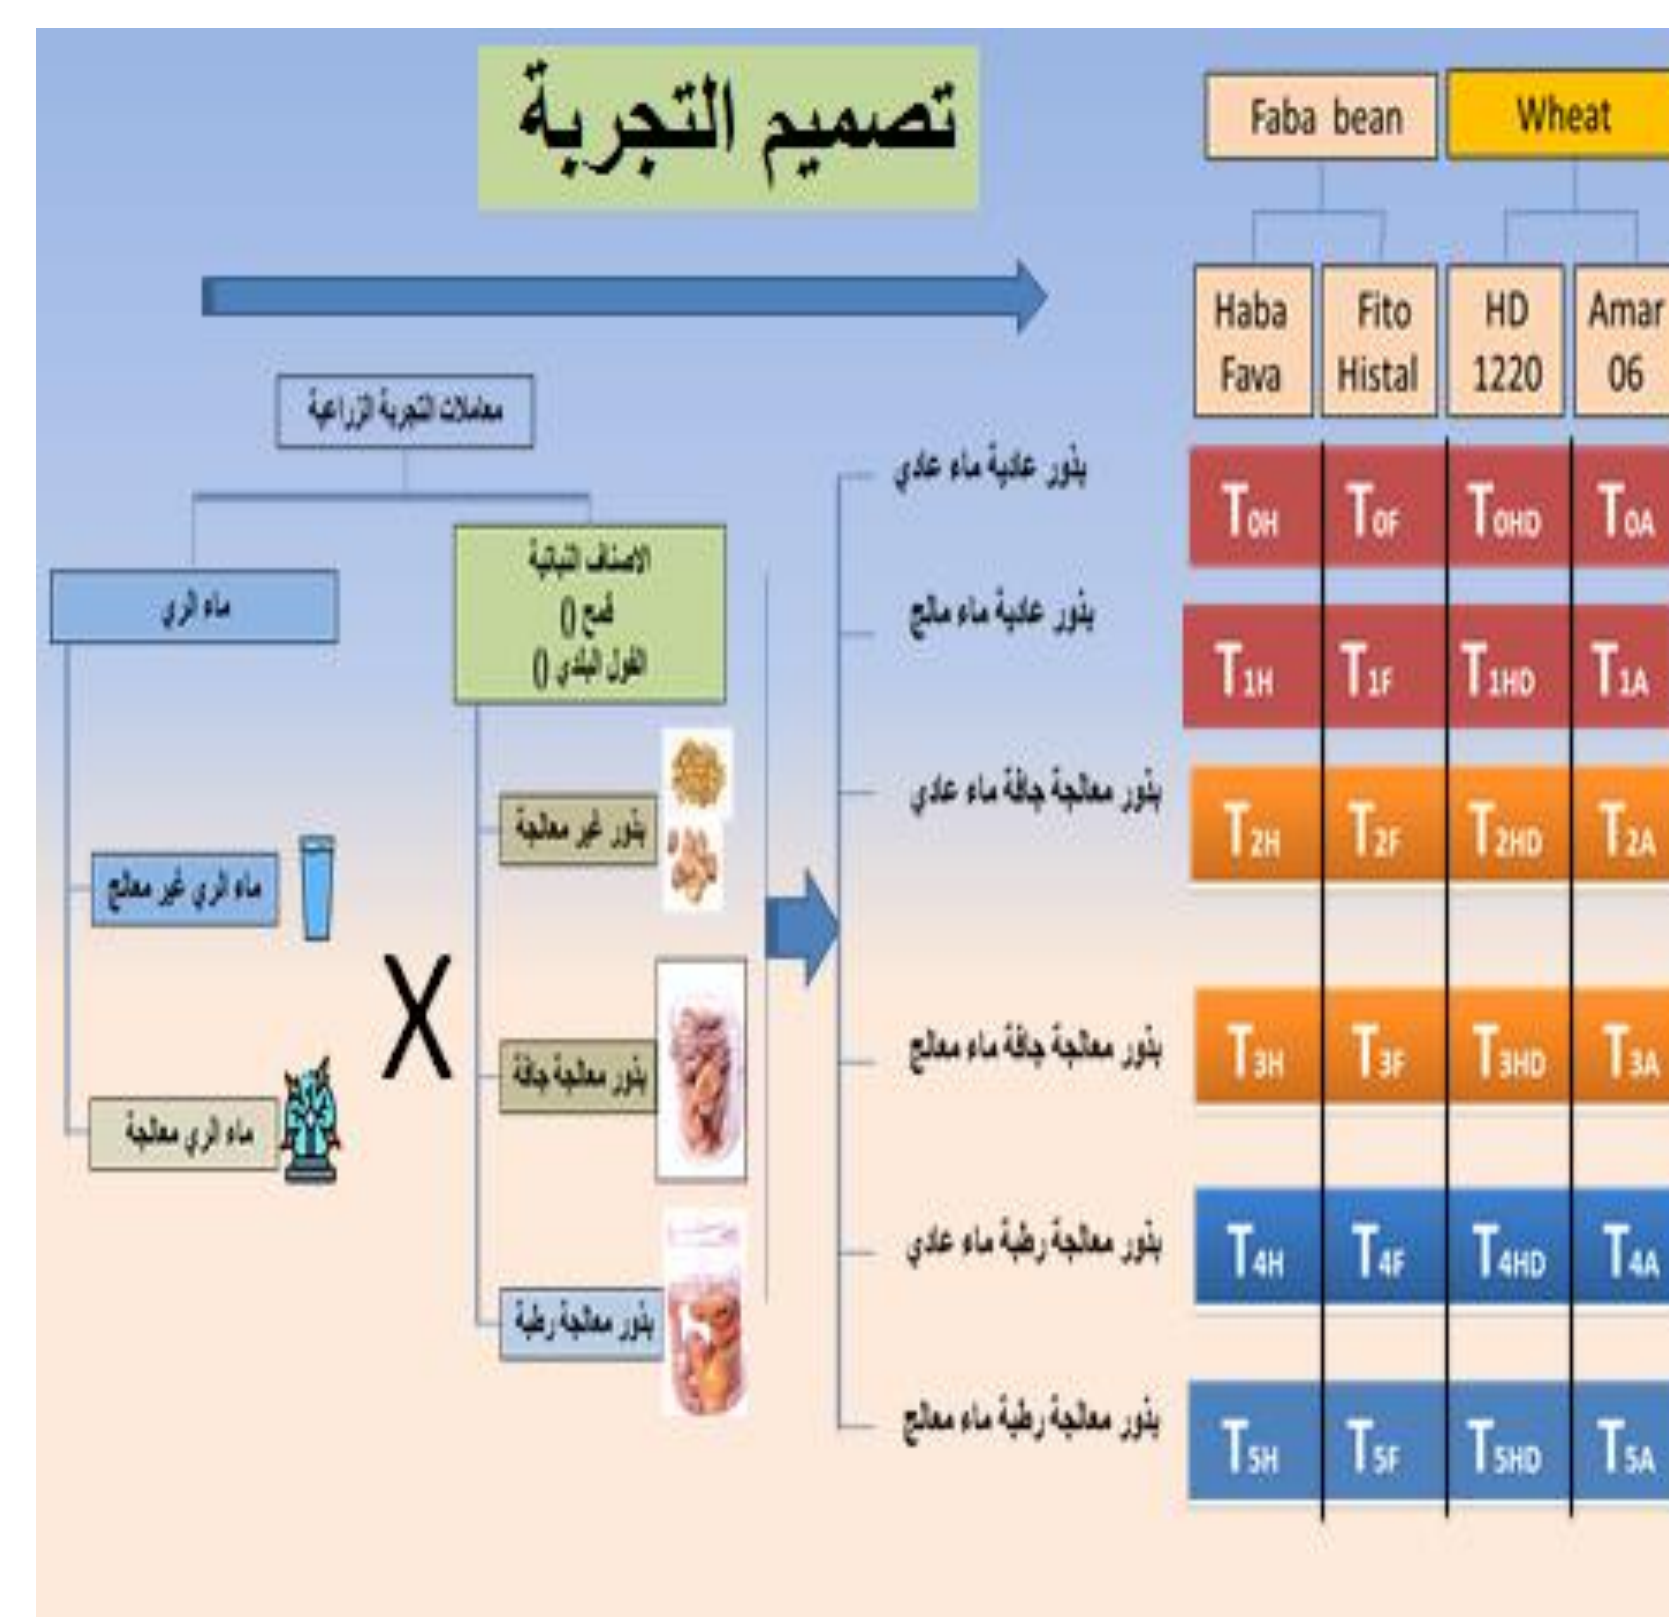 تصميم التجربة
Faba bean
Wheat
Haba
Fava
Fito
Histal
HD
1220
Amar
06
معاملات التجربة الزراعية
ماء الري
الاصناف النباتية
قمح ()
الفول البلدي ()
ماء الري غير معالج
ماء الري معالجة
X
بذور غير معالجة
بذور معالجة جافة
بذور معالجة رطبة
بذور عادية ماء عادي
T0H T0F T0HD T0A
بذور عادية ماء مالح
T1H T1F T1HD T1A
بذور معالجة جافة ماء عادي
T2H T2F T2HD T2A
بذور معالجة جافة ماء معالج
T3H T3F T3HD T3A
بذور معالجة رطبة ماء عادي
T4H T4F T4HD T4A
بذور معالجة رطبة ماء معالج
T5H T5F T5HD T5A